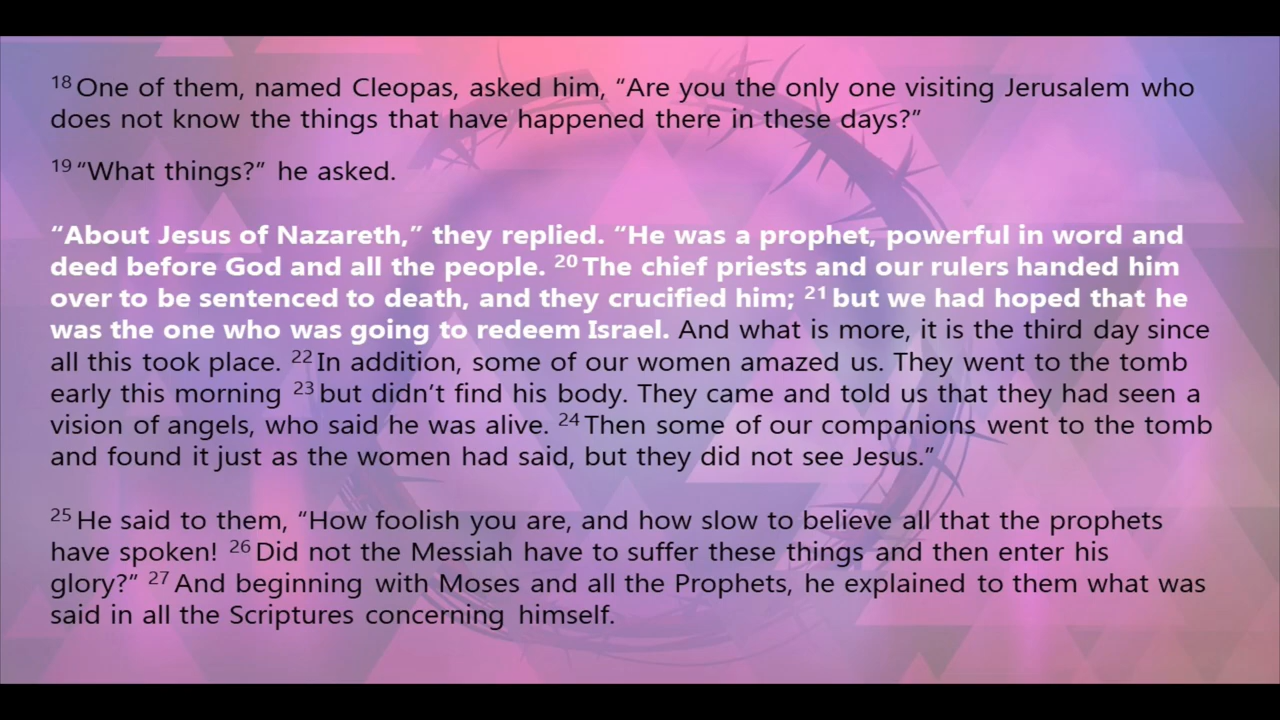 18 One of them, named Cleopas, asked him, “Are you the only one visiting Jerusalem who
does not know the things that have happened there in these days?”
19 “What things?” he asked.
“About Jesus of Nazareth,” they replied. “He was a prophet, powerful in word and
deed before God and all the people. 20 The chief priests and our rulers handed him
over to be sentenced to death, and they crucified him; 21 but we had hoped that he
was the one who was going to redeem Israel. And what is more, it is the third day since
all this took place. 22 In addition, some of our women amazed us. They went to the tomb
early this morning 23 but didn’t find his body. They came and told us that they had seen a
vision of angels, who said he was alive. 24 Then some of our companions went to the tomb
and found it just as the women had said, but they did not see Jesus.”
25 He said to them, “How foolish you are, and how slow to believe all that the prophets
have spoken! 26 Did not the Messiah have to suffer these things and then enter his
glory?” 27 And beginning with Moses and all the Prophets, he explained to them what was
said in all the Scriptures concerning himself.